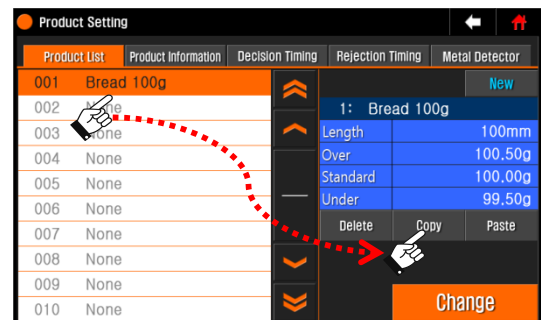 Product Setting
Product List Product Information Decision Timing Rejection Timing Metal Detector
001 Bread 100g
002 None
003 None
004 None
005 None
006 None
007 None
008 None
009 None
010 None
New
1: Bread 100g
Length 100mm
Over 100.50g
Standard 100.00g
Under 99.50g
Delete Copy Paste
Change